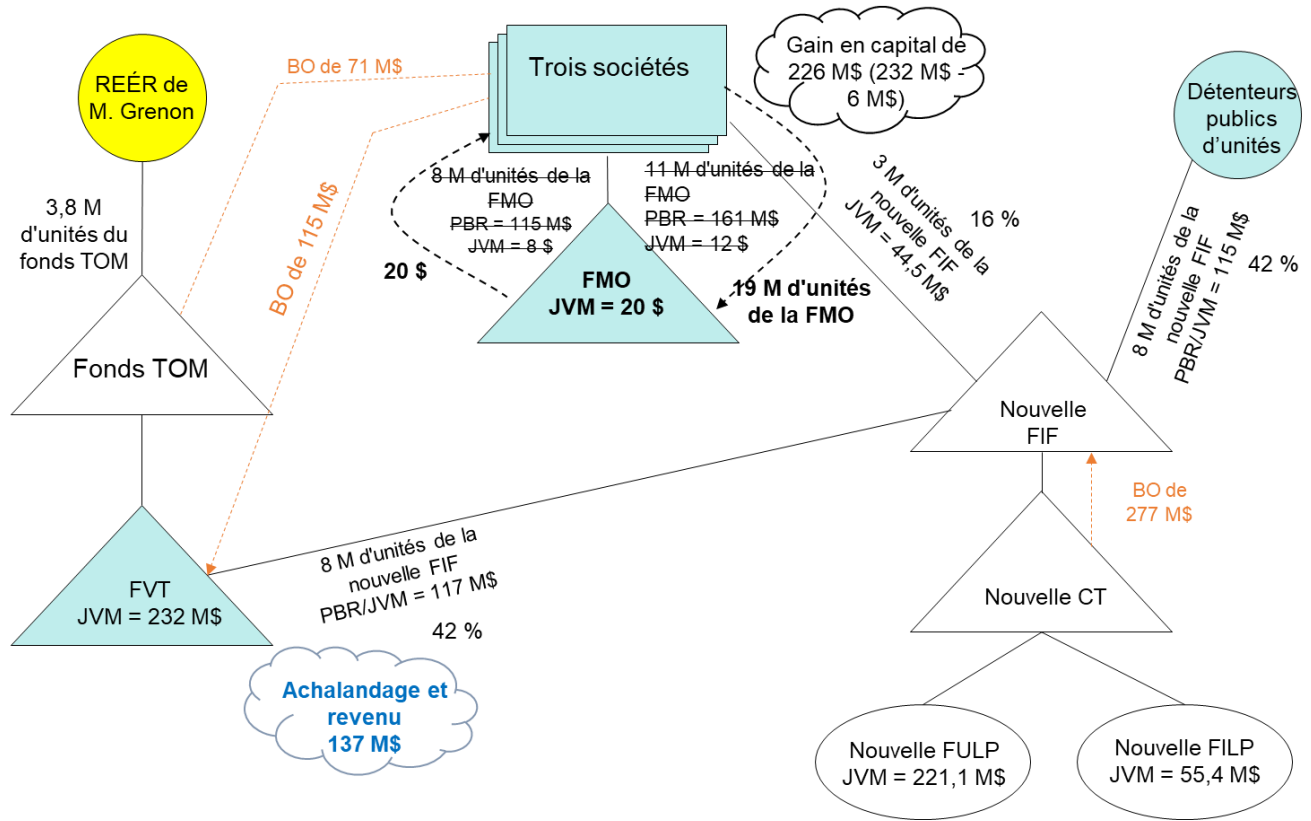 REÉR de
M. Grenon
BO de 71 M$
Trois sociétés
Gain en capital de
226 M$ (232 M$ -
6 M$)
Détenteurs
publics
d'unités
3,8 M
d'unités du
fonds TOM
BO de 115 M$
8 M d'unités de la
FMO
PBR = 115 M$
JVM = 8 $
11 M d'unités de la
FMO
PBR = 161 M$
JVM = 12 $
3 M d'unités de la
nouvelle FIF
JVM = 44,5 M$
16 %
8 M d'unités de la
nouvelle FIF
PBR/JVM = 115 M$
42 %
20 $
FMO
JVM = 20 $
19 M d'unités
de la FMO
Fonds TOM
Nouvelle
FIF
BO de
277 M$
FVT
JVM = 232 M$
8 M d'unités de la
nouvelle FIF
PBR/JVM = 117 M$
42 %
Nouvelle CT
Achalandage et
revenu
137 M$
Nouvelle FULP
JVM = 221,1 M$
Nouvelle FILP
JVM = 55,4 M$